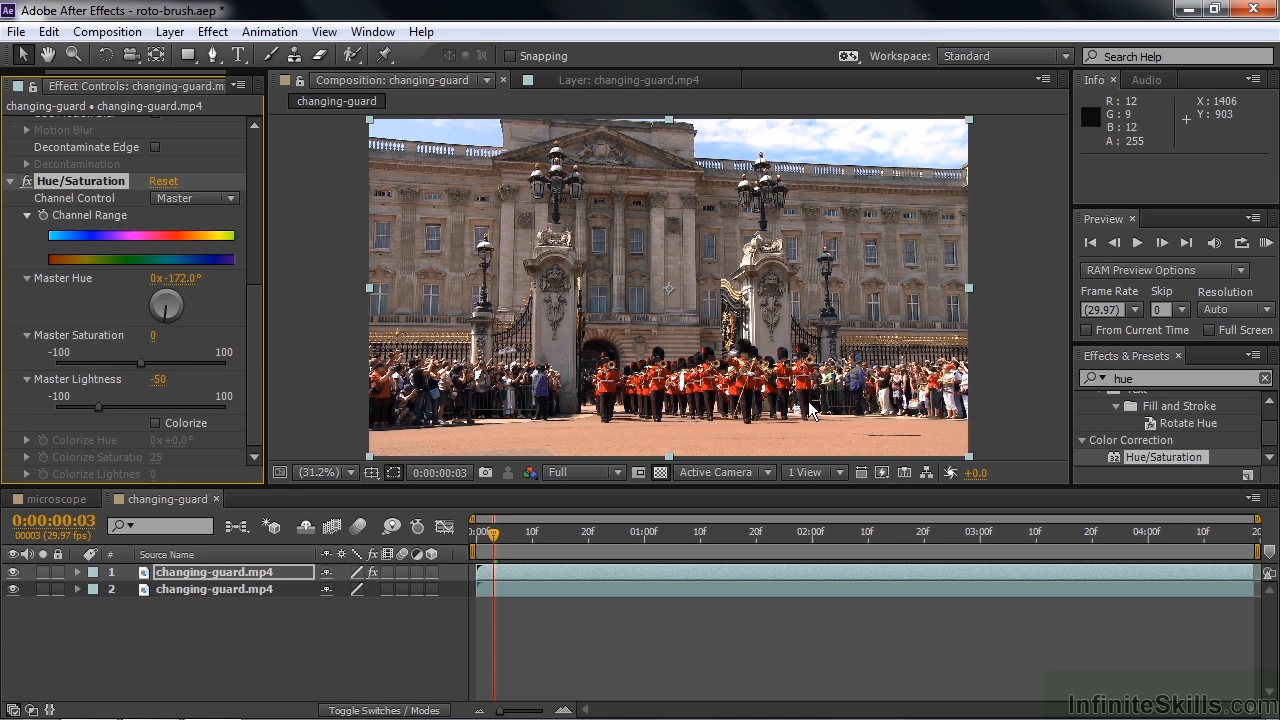 Adobe After Effects - roto-brush.aep *
File Edit Composition Layer Effect Animation View Window Help
Snapping
Workspace: Standard
Search Help
Effect Controls: changing-guard.m
changing-guard • changing-guard.mp4
Motion Blur
Decontaminate Edge
Decontamination
fx Hue/Saturation Reset
Channel Control Master
Channel Range
Master Hue 0x-172.0°
Master Saturation 0
-100 100
Master Lightness -50
-100 100
Colorize
Colorize Hue 0x+0.0°
Colorize Saturatio 25
Colorize Lightnes 0
Composition: changing-guard
Layer: changing-guard.mp4
changing-guard
(31.2%) 0:00:00:03 Full Active Camera 1 View +0.0
Info Audio
R : 12
G : 9
B : 12
A : 255
X : 1406
Y : 903
Preview
RAM Preview Options
Frame Rate Skip Resolution
(29.97) 0 Auto
From Current Time Full Screen
Effects & Presets
hue
Fill and Stroke
Rotate Hue
Color Correction
Hue/Saturation
microscope changing-guard
0:00:00:03
00003 (29.97 fps)
# Source Name fx
1 changing-guard.mp4 fx
2 changing-guard.mp4
:00f 10f 20f 01:00f 10f 20f 02:00f 10f 20f 03:00f 10f 20f 04:00f 10f 20
Toggle Switches / Modes
InfiniteSkills.com